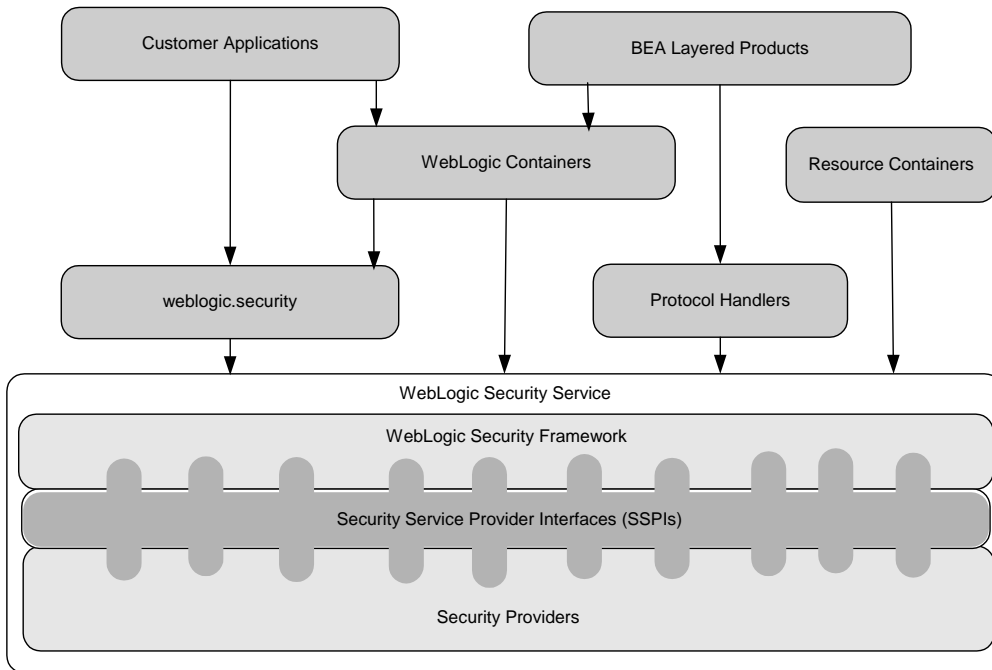 Customer Applications
BEA Layered Products
WebLogic Containers
Resource Containers
weblogic.security
Protocol Handlers
WebLogic Security Service
WebLogic Security Framework
Security Service Provider Interfaces (SSPIs)
Security Providers